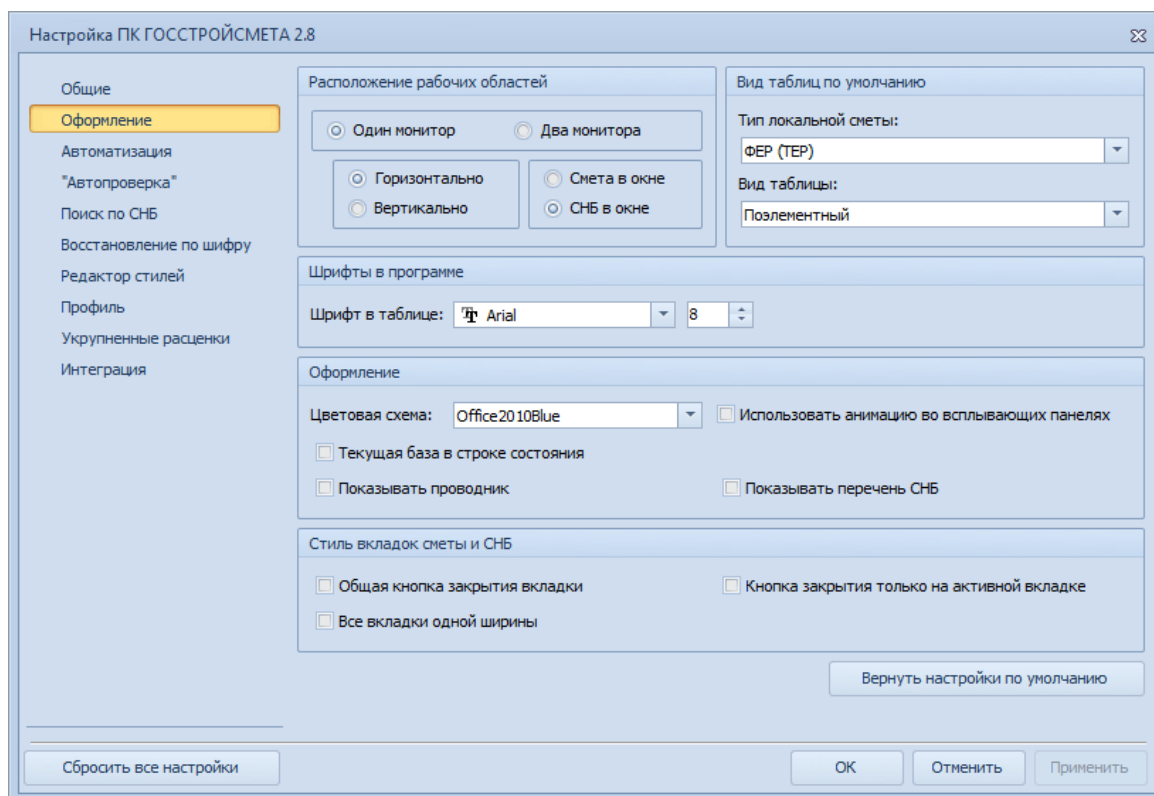 Настройка ПК ГОССТРОЙСМЕТА 2.8
Общие
Оформление
Автоматизация
"Автопроверка"
Поиск по СНБ
Восстановление по шифру
Редактор стилей
Профиль
Укрупненные расценки
Интеграция
Расположение рабочих областей
Один монитор Два монитора
Горизонтально
Вертикально
Смета в окне
СНБ в окне
Вид таблиц по умолчанию
Тип локальной сметы:
ФЕР (ТЕР)
Вид таблицы:
Поэлементный
Шрифты в программе
Шрифт в таблице: Arial 8
Оформление
Цветовая схема: Office2010Blue Использовать анимацию во всплывающих панелях
Текущая база в строке состояния
Показывать проводник Показывать перечень СНБ
Стиль вкладок сметы и СНБ
Общая кнопка закрытия вкладки Кнопка закрытия только на активной вкладке
Все вкладки одной ширины
Вернуть настройки по умолчанию
Сбросить все настройки ОК Отменить Применить